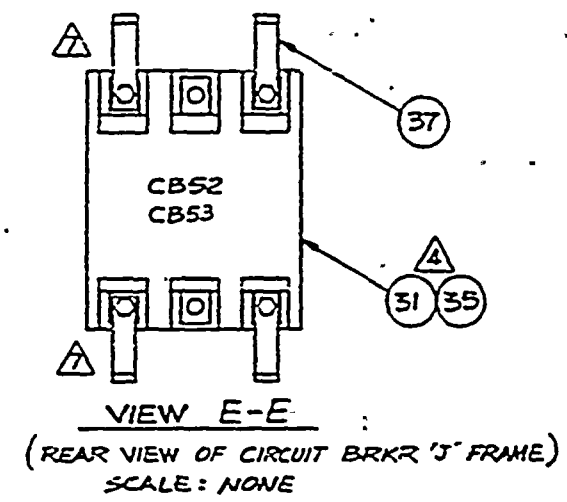 7
37
CB52
CB53
4
31 35
7
VIEW E-E
(REAR VIEW OF CIRCUIT BRKR 'J' FRAME)
SCALE: NONE